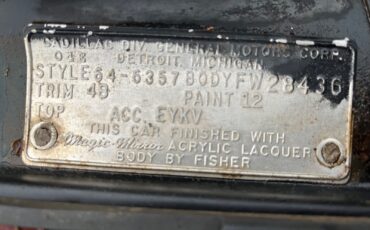 CADILLAC DIV. GENERAL MOTORS CORP.
04E DETROIT, MICHIGAN
STYLE 64-6357 BODY FW 28436
TRIM 48 PAINT 12
TOP ACC. EYKV
THIS CAR FINISHED WITH
Magic-Mirror ACRYLIC LACQUER
BODY BY FISHER